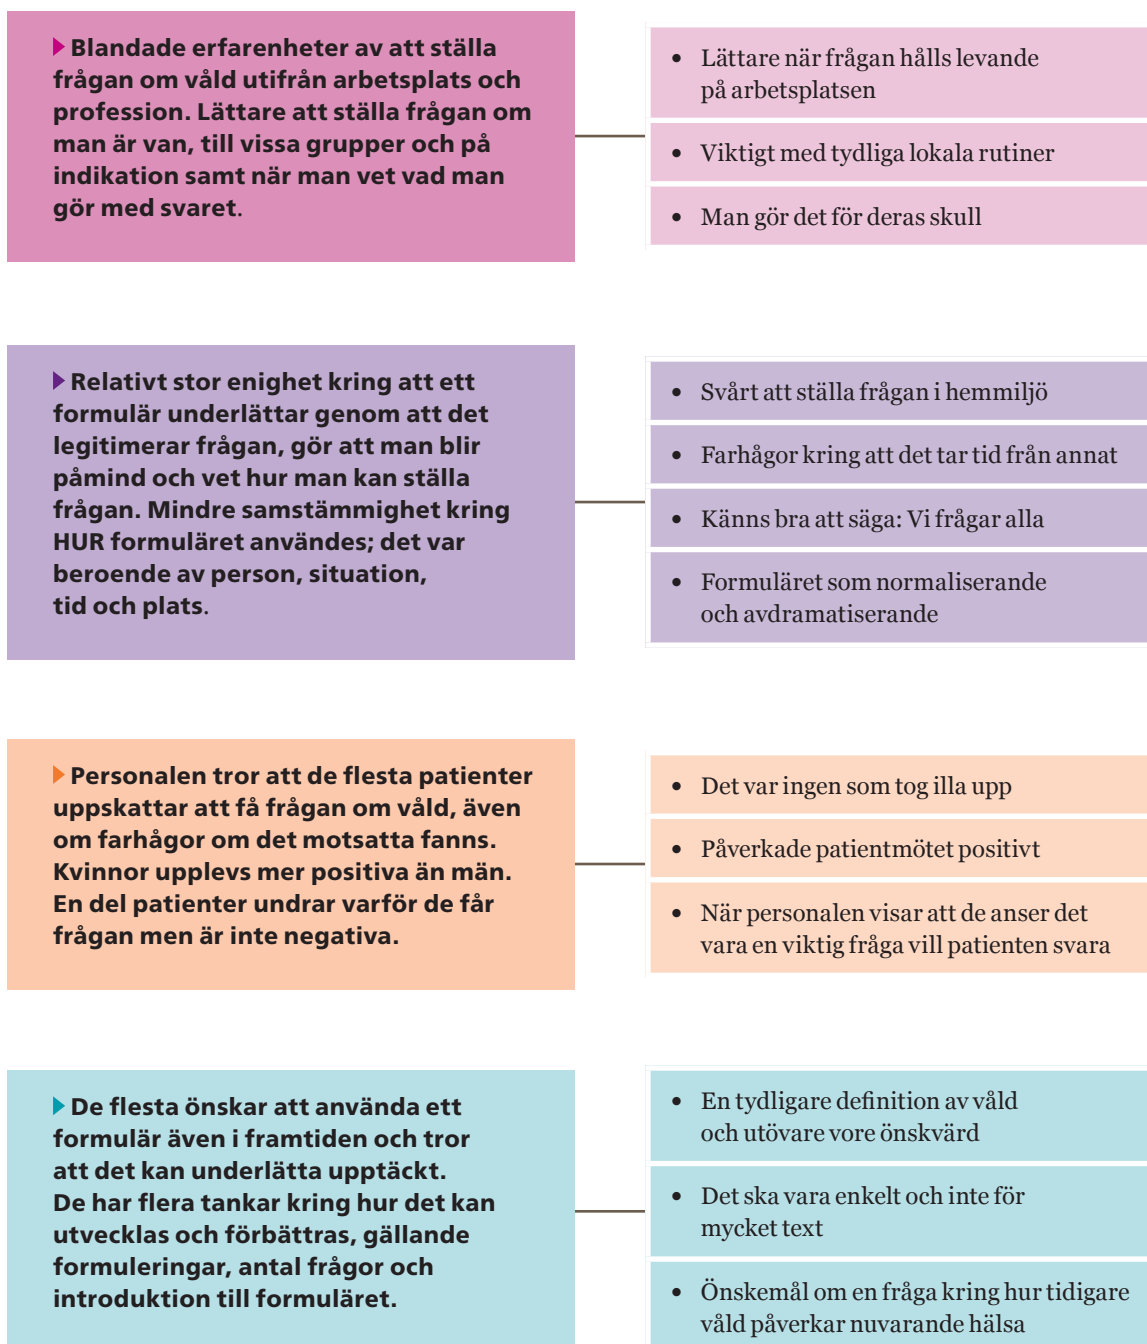 Blandade erfarenheter av att ställa
frågan om våld utifrån arbetsplats och
profession. Lättare att ställa frågan om
man är van, till vissa grupper och på
indikation samt när man vet vad man
gör med svaret.
• Lättare när frågan hålls levande
på arbetsplatsen
• Viktigt med tydliga lokala rutiner
• Man gör det för deras skull
Relativt stor enighet kring att ett
formulär underlättar genom att det
legitimerar frågan, gör att man blir
påmind och vet hur man kan ställa
frågan. Mindre samstämmighet kring
HUR formuläret användes; det var
beroende av person, situation,
tid och plats.
• Svårt att ställa frågan i hemmiljö
• Farhågor kring att det tar tid från annat
• Känns bra att säga: Vi frågar alla
• Formuläret som normaliserande
och avdramatiserande
Personalen tror att de flesta patienter
uppskattar att få frågan om våld, även
om farhågor om det motsatta fanns.
Kvinnor upplevs mer positiva än män.
En del patienter undrar varför de får
frågan men är inte negativa.
• Det var ingen som tog illa upp
• Påverkade patientmötet positivt
• När personalen visar att de anser det
vara en viktig fråga vill patienten svara
De flesta önskar att använda ett
formulär även i framtiden och tror
att det kan underlätta upptäckt.
De har flera tankar kring hur det kan
utvecklas och förbättras, gällande
formuleringar, antal frågor och
introduktion till formuläret.
• En tydligare definition av våld
och utövare vore önskvärd
• Det ska vara enkelt och inte för
mycket text
• Önskemål om en fråga kring hur tidigare
våld påverkar nuvarande hälsa